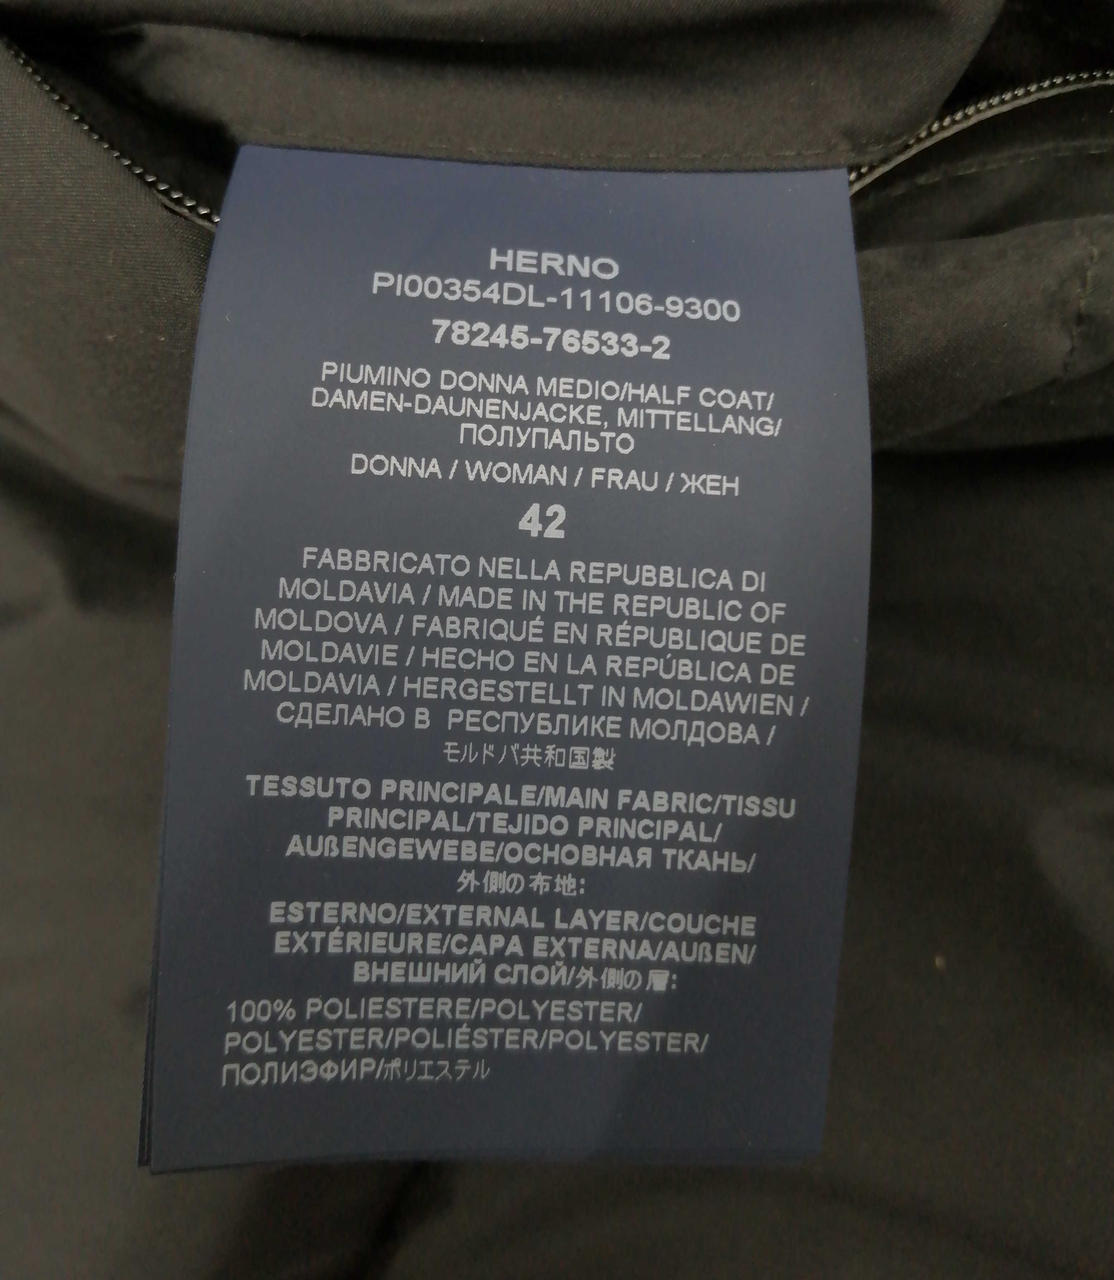 HERNO
PI00354DL-11106-9300
78245-76533-2
PIUMINO DONNA MEDIO/HALF COAT/
DAMEN-DAUNENJACKE, MITTELLANG/
ПОЛУПАЛЬТО
DONNA / WOMAN / FRAU / ЖЕН
42
FABBRICATO NELLA REPUBBLICA DI
MOLDAVIA / MADE IN THE REPUBLIC OF
MOLDOVA / FABRIQUÉ EN RÉPUBLIQUE DE
MOLDAVIE / HECHO EN LA REPÚBLICA DE
MOLDAVIA / HERGESTELLT IN MOLDAWIEN /
СДЕЛАНО В РЕСПУБЛИКЕ МОЛДОВА /
モルドバ共和国製
TESSUTO PRINCIPALE/MAIN FABRIC/TISSU
PRINCIPAL/TEJIDO PRINCIPAL/
AUßENGEWEBE/ОСНОВНАЯ ТКАНЬ/
外側の布地:
ESTERNO/EXTERNAL LAYER/COUCHE
EXTÉRIEURE/CAPA EXTERNA/AUßEN/
ВНЕШНИЙ СЛОЙ/外側の層:
100% POLIESTERE/POLYESTER/
POLYESTER/POLIÉSTER/POLYESTER/
ПОЛИЭФИР/ポリエステル